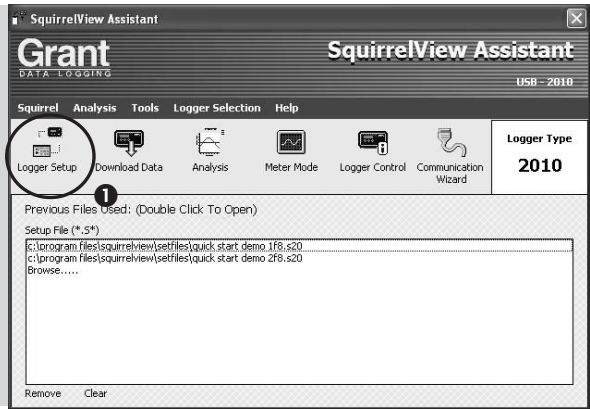 SquirrelView Assistant
Grant
DATA LOGGING
SquirrelView Assistant
USB - 2010
Squirrel Analysis Tools Logger Selection Help
Logger Setup
Download Data
Analysis
Meter Mode
Logger Control
Communication
Wizard
Logger Type
2010
1
Previous Files Used: (Double Click To Open)
Setup File (*.S*)
c:\program files\squirrelview\setfiles\quick start demo 1f8.s20
c:\program files\squirrelview\setfiles\quick start demo 2f8.s20
Browse.....
Remove Clear